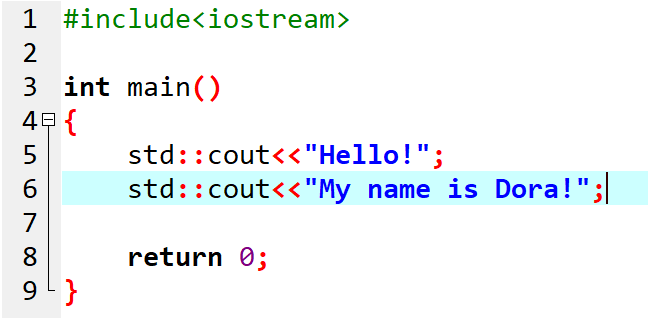 1 #include<iostream>
2
3 int main()
4 {
5     std::cout<<"Hello!";
6     std::cout<<"My name is Dora!";
7
8     return 0;
9 }